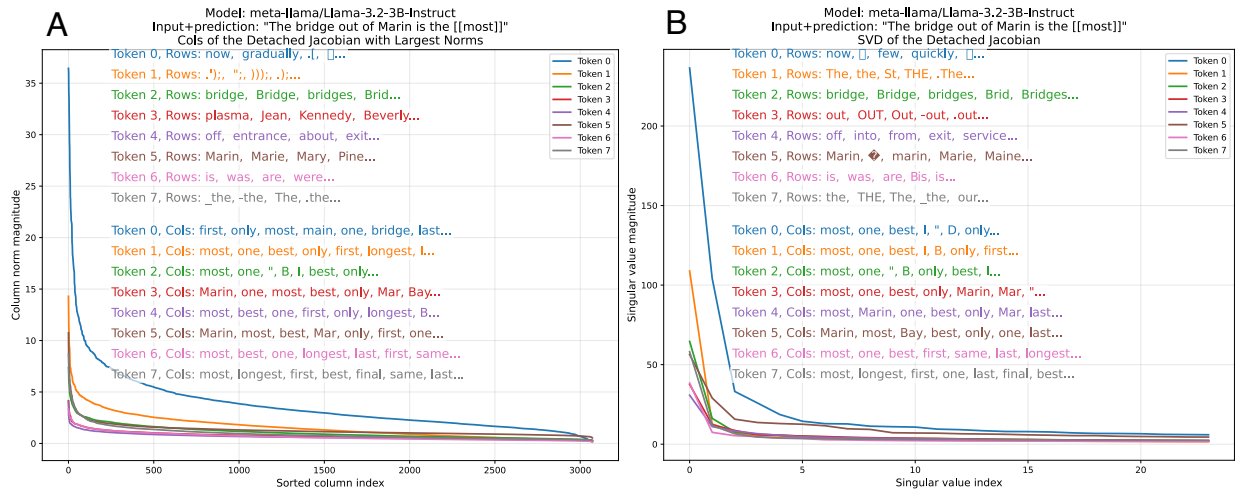 A
Model: meta-llama/Llama-3.2-3B-Instruct
Input+prediction: "The bridge out of Marin is the [[most]]"
Cols of the Detached Jacobian with Largest Norms
Token 0, Rows: now, gradually, .[, ▯...
Token 1, Rows: .');, ";;, )));, .);...
Token 2, Rows: bridge, Bridge, bridges, Brid...
Token 3, Rows: plasma, Jean, Kennedy, Beverly...
Token 4, Rows: off, entrance, about, exit...
Token 5, Rows: Marin, Marie, Mary, Pine...
Token 6, Rows: is, was, are, were...
Token 7, Rows: _the, -the, The, .the...
Token 0, Cols: first, only, most, main, one, bridge, last...
Token 1, Cols: most, one, best, only, first, longest, I...
Token 2, Cols: most, one, ", B, I, best, only...
Token 3, Cols: Marin, one, most, best, only, Mar, Bay...
Token 4, Cols: most, best, one, first, only, longest, B...
Token 5, Cols: Marin, most, best, Mar, only, first, one...
Token 6, Cols: most, best, one, longest, last, first, same...
Token 7, Cols: most, longest, first, best, final, same, last...
Token 0
Token 1
Token 2
Token 3
Token 4
Token 5
Token 6
Token 7
Column norm magnitude
35
30
25
20
15
10
5
0
0
500
1000
1500
2000
2500
3000
Sorted column index
B
Model: meta-llama/Llama-3.2-3B-Instruct
Input+prediction: "The bridge out of Marin is the [[most]]"
SVD of the Detached Jacobian
Token 0, Rows: now, ▯, few, quickly, ▯...
Token 1, Rows: The, the, St, THE, .The...
Token 2, Rows: bridge, Bridge, bridges, Brid, Bridges...
Token 3, Rows: out, OUT, Out, -out, .out...
Token 4, Rows: off, into, from, exit, service...
Token 5, Rows: Marin, �, marin, Marie, Maine...
Token 6, Rows: is, was, are, Bis, is...
Token 7, Rows: the, THE, The, _the, our...
Token 0, Cols: most, one, best, I, ", D, only...
Token 1, Cols: most, one, best, I, B, only, first...
Token 2, Cols: most, one, ", B, only, best, I...
Token 3, Cols: most, one, best, only, Marin, Mar, "...
Token 4, Cols: most, Marin, one, best, only, Mar, last...
Token 5, Cols: Marin, most, Bay, best, only, one, last...
Token 6, Cols: most, one, best, first, same, last, longest...
Token 7, Cols: most, longest, first, one, last, final, best...
Token 0
Token 1
Token 2
Token 3
Token 4
Token 5
Token 6
Token 7
Singular value magnitude
200
150
100
50
0
0
5
10
15
20
Singular value index